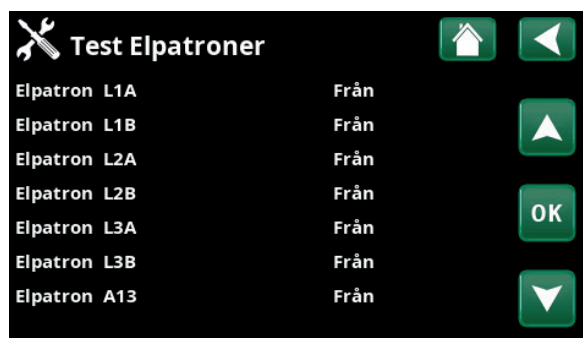 Test Elpatroner
Elpatron L1A Från
Elpatron L1B Från
Elpatron L2A Från
Elpatron L2B Från
Elpatron L3A Från
Elpatron L3B Från
Elpatron A13 Från
OK